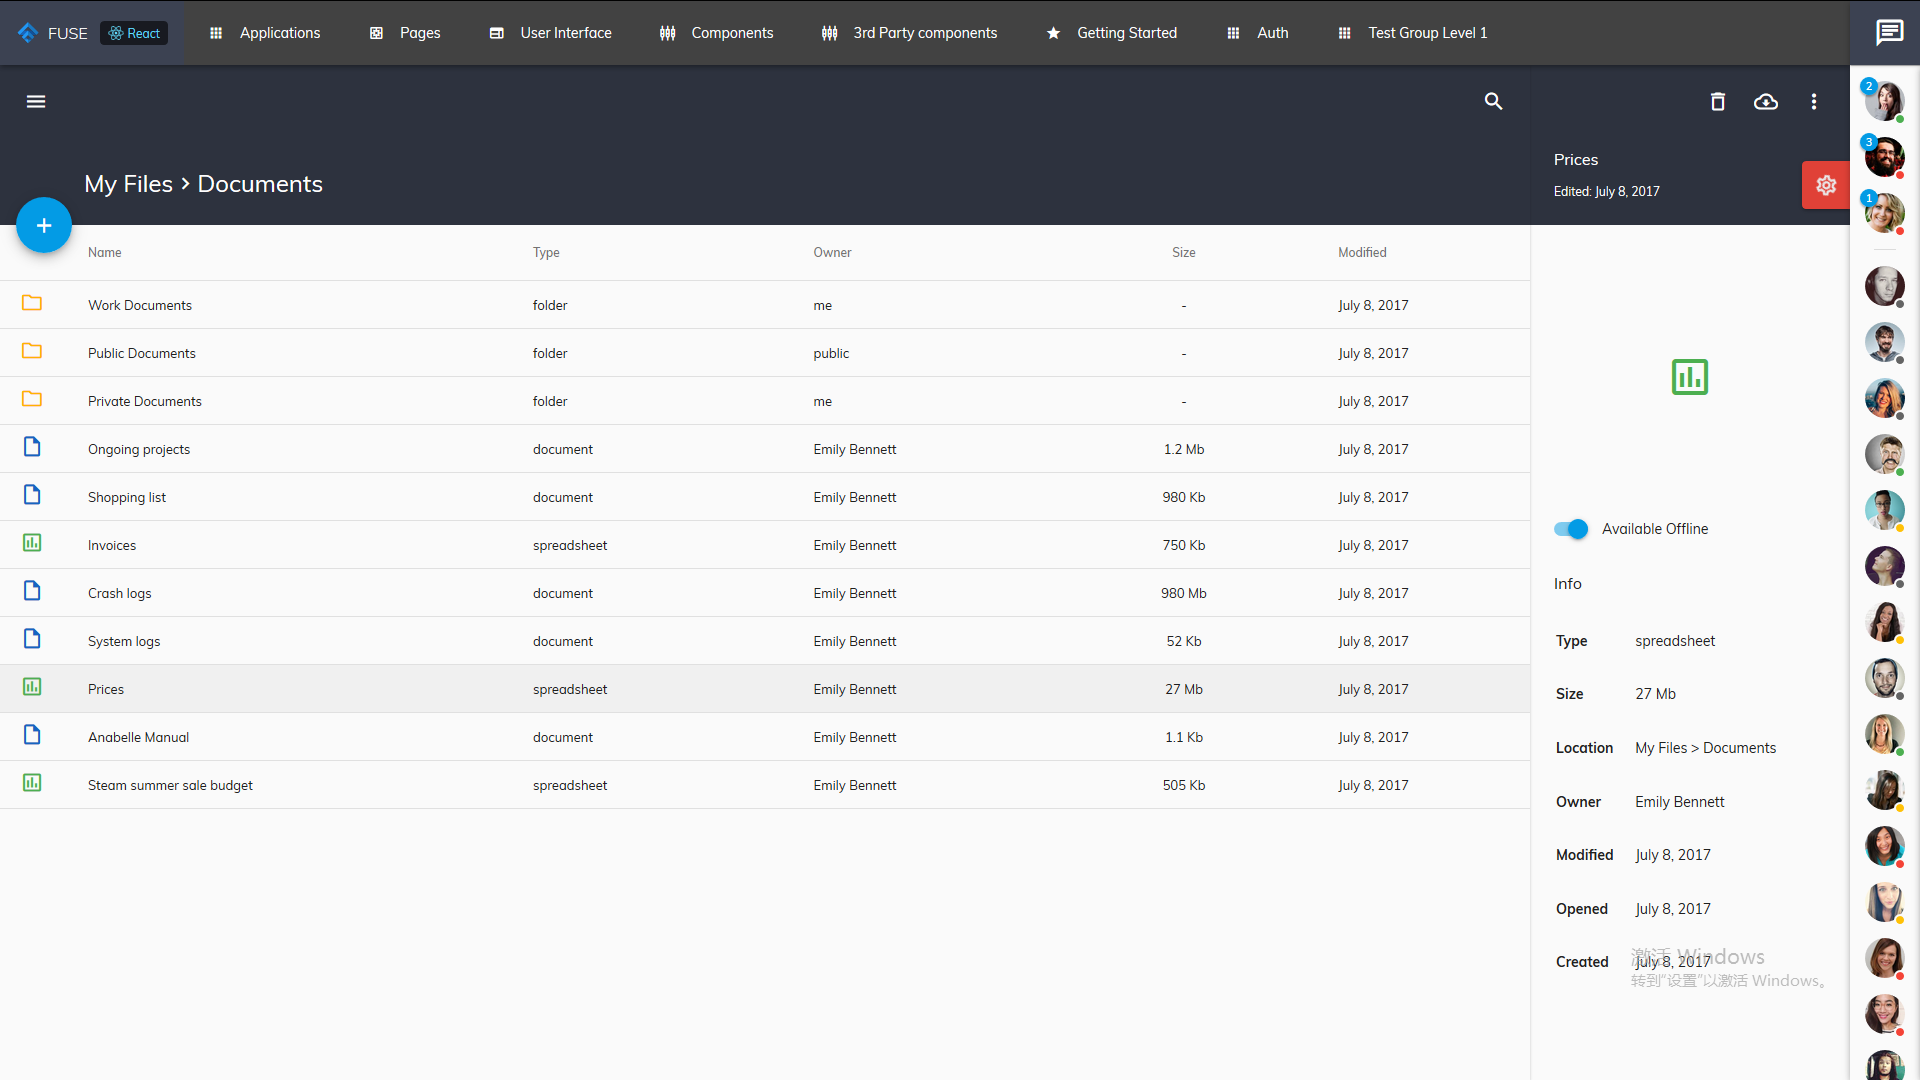 FUSE React Applications Pages User Interface Components 3rd Party components Getting Started Auth Test Group Level 1
My Files > Documents
Prices
Edited: July 8, 2017
2
3
1
Name Type Owner Size Modified
Work Documents folder me - July 8, 2017
Public Documents folder public - July 8, 2017
Private Documents folder me - July 8, 2017
Ongoing projects document Emily Bennett 1.2 Mb July 8, 2017
Shopping list document Emily Bennett 980 Kb July 8, 2017
Invoices spreadsheet Emily Bennett 750 Kb July 8, 2017
Crash logs document Emily Bennett 980 Mb July 8, 2017
System logs document Emily Bennett 52 Kb July 8, 2017
Prices spreadsheet Emily Bennett 27 Mb July 8, 2017
Anabelle Manual document Emily Bennett 1.1 Kb July 8, 2017
Steam summer sale budget spreadsheet Emily Bennett 505 Kb July 8, 2017
Available Offline
Info
Type spreadsheet
Size 27 Mb
Location My Files > Documents
Owner Emily Bennett
Modified July 8, 2017
Opened July 8, 2017
Created July 8, 2017
激活 Windows
转到"设置"以激活 Windows。